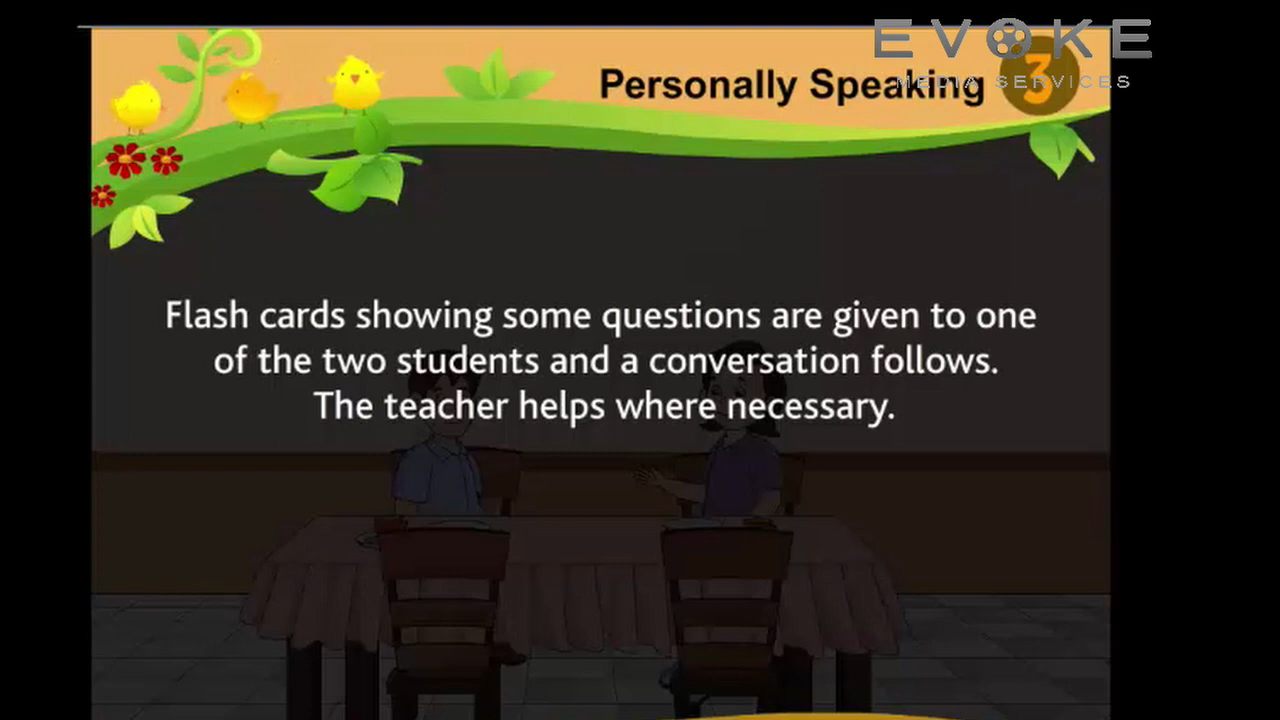 EVOKE
MEDIA SERVICES
Personally Speaking 3
Flash cards showing some questions are given to one
of the two students and a conversation follows.
The teacher helps where necessary.